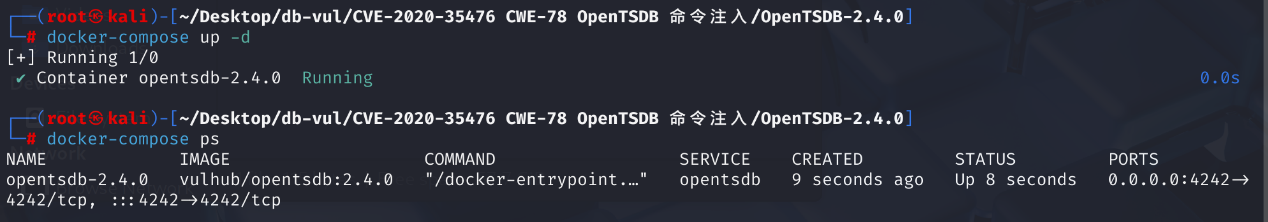 ┌──(root㉿kali)-[~/Desktop/db-vul/CVE-2020-35476 CWE-78 OpenTSDB 命令注入/OpenTSDB-2.4.0]
└─# docker-compose up -d
[+] Running 1/0
✔ Container opentsdb-2.4.0  Running  0.0s
┌──(root㉿kali)-[~/Desktop/db-vul/CVE-2020-35476 CWE-78 OpenTSDB 命令注入/OpenTSDB-2.4.0]
└─# docker-compose ps
NAME  IMAGE  COMMAND  SERVICE  CREATED  STATUS  PORTS
opentsdb-2.4.0  vulhub/opentsdb:2.4.0  "/docker-entrypoint.…"  opentsdb  9 seconds ago  Up 8 seconds  0.0.0.0:4242->
4242/tcp, :::4242->4242/tcp